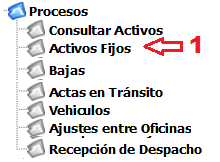 Procesos
Consultar Activos
Activos Fijos 1
Bajas
Actas en Tránsito
Vehiculos
Ajustes entre Oficinas
Recepción de Despacho